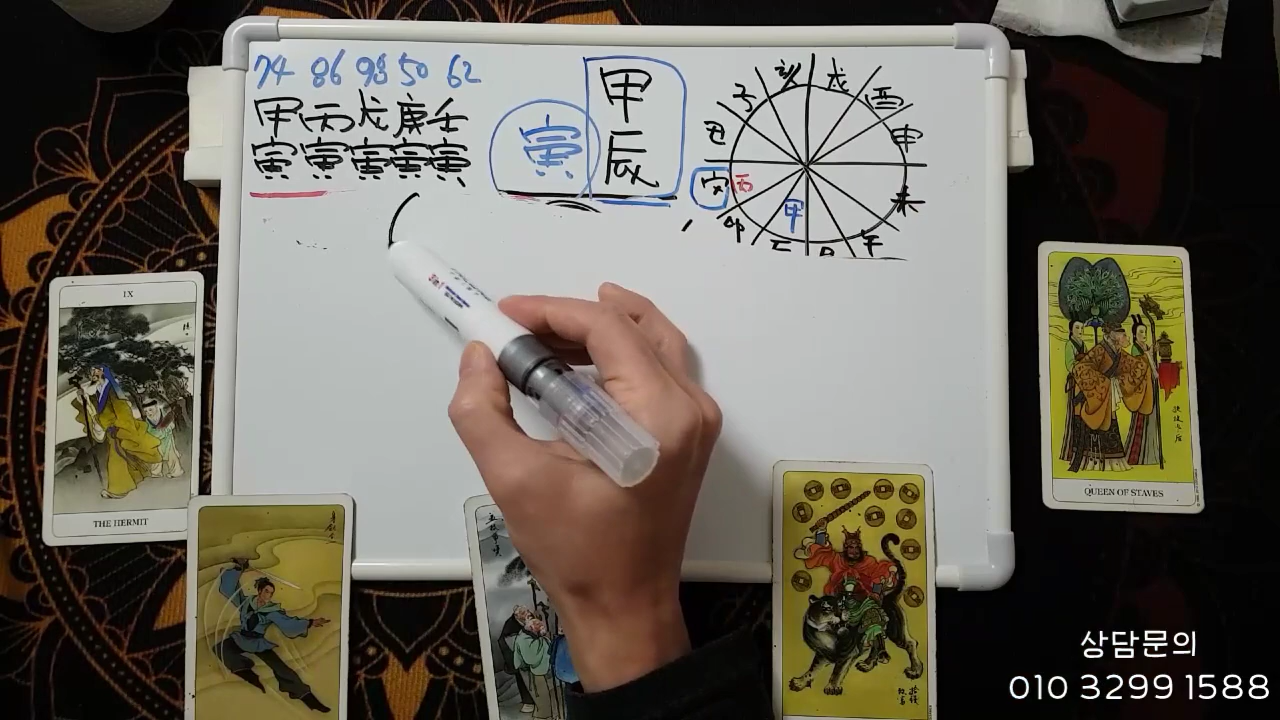 74 86 98 50 62
甲丙戊庚壬
寅寅寅寅寅
寅
甲
辰
亥
戌
酉
申
未
午
子
丑
寅
卯
丙
甲
IX
THE HERMIT
QUEEN OF STAVES
상담문의
010 3299 1588